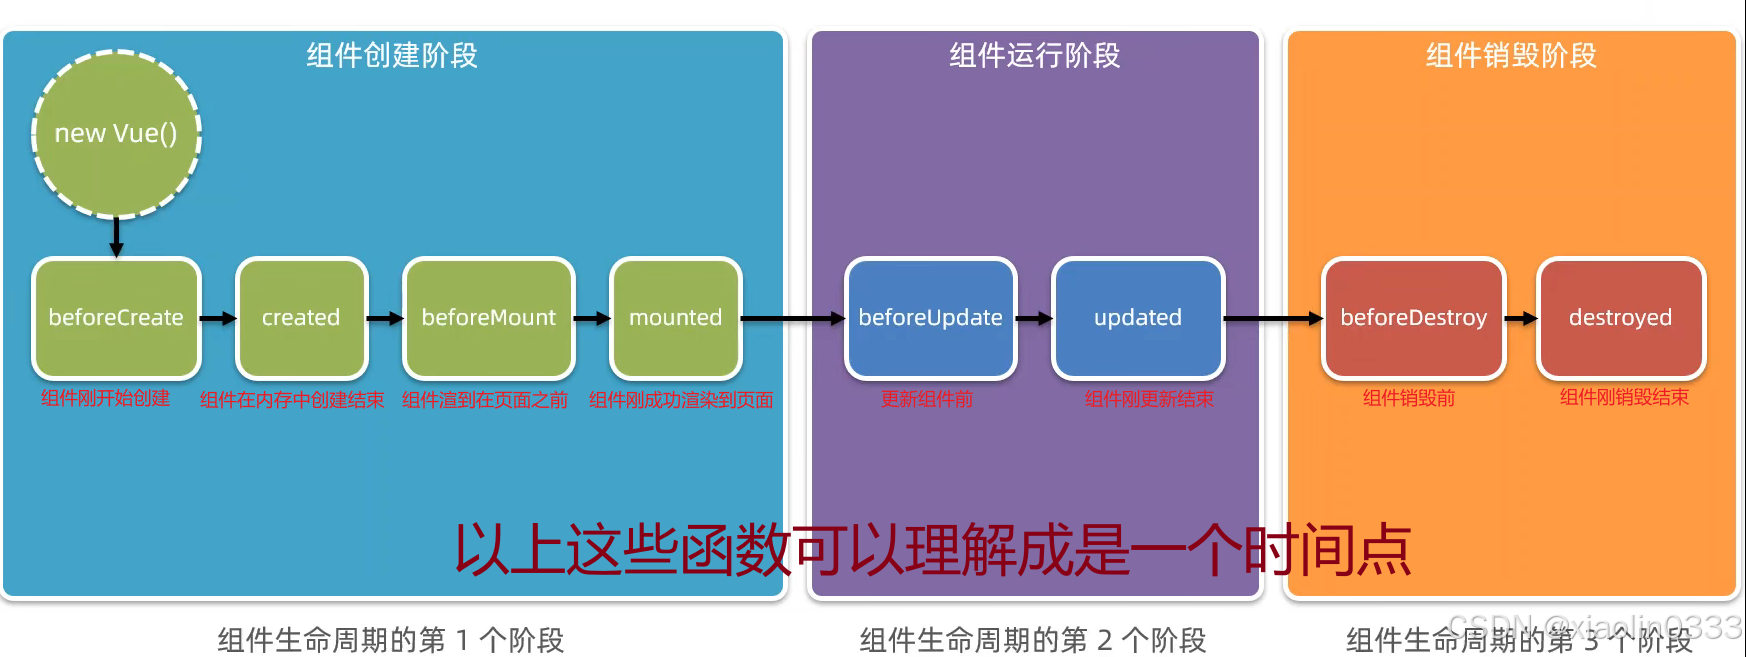 组件创建阶段
组件运行阶段
组件销毁阶段
new Vue()
beforeCreate
created
beforeMount
mounted
beforeUpdate
updated
beforeDestroy
destroyed
组件刚开始创建
组件在内存中创建结束
组件渲到在页面之前
组件刚成功渲染到页面
更新组件前
组件刚更新结束
组件销毁前
组件刚销毁结束
以上这些函数可以理解成是一个时间点
组件生命周期的第 1 个阶段
组件生命周期的第 2 个阶段
组件生命周期的第 3 个阶段
CSDN @xiaolin0333